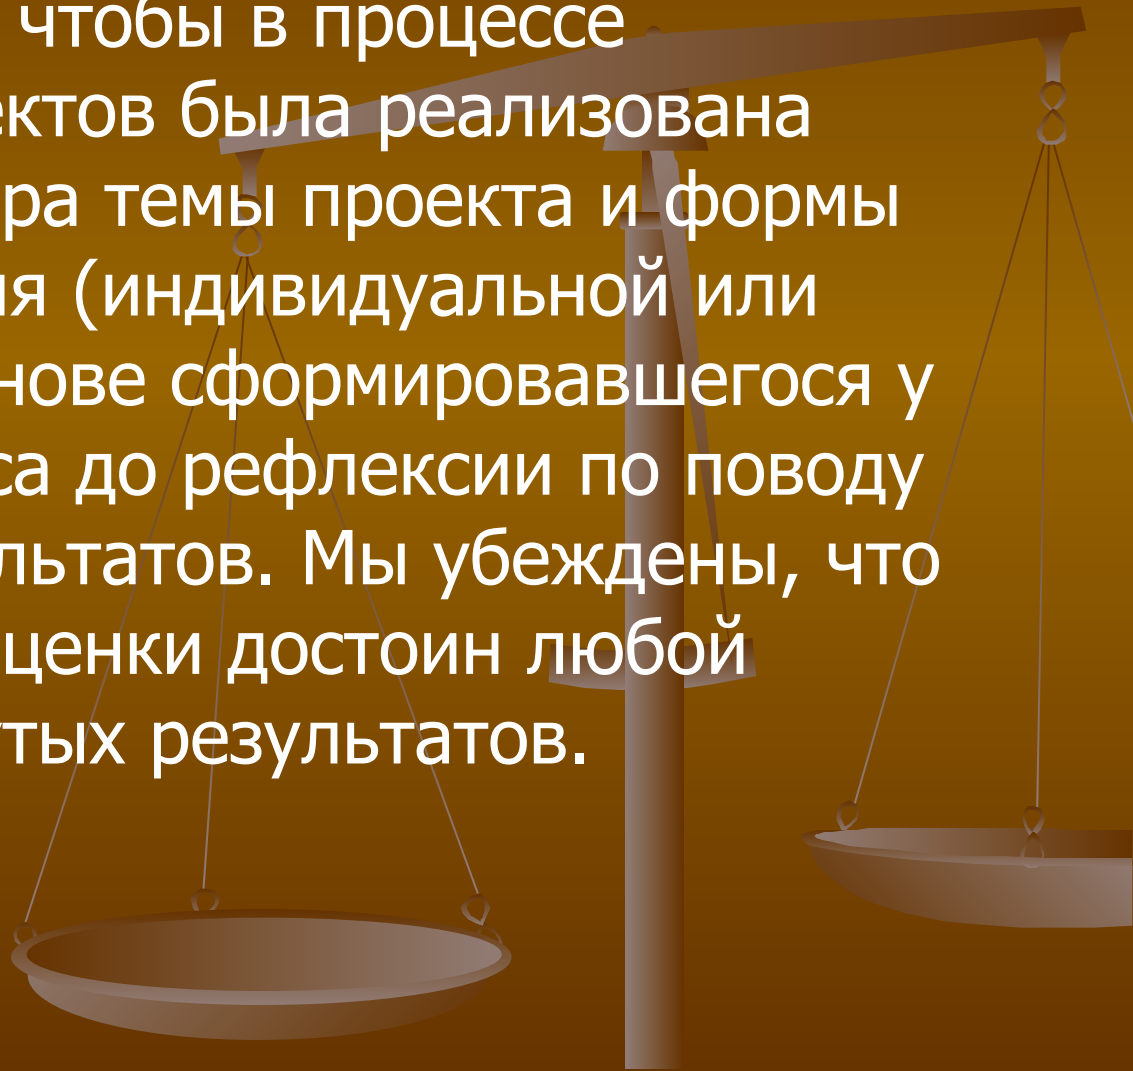 чтобы в процессе
ектов была реализована
ра темы проекта и формы
ия (индивидуальной или
нове сформировавшегося у
са до рефлексии по поводу
льтатов. Мы убеждены, что
ценки достоин любой
тых результатов.